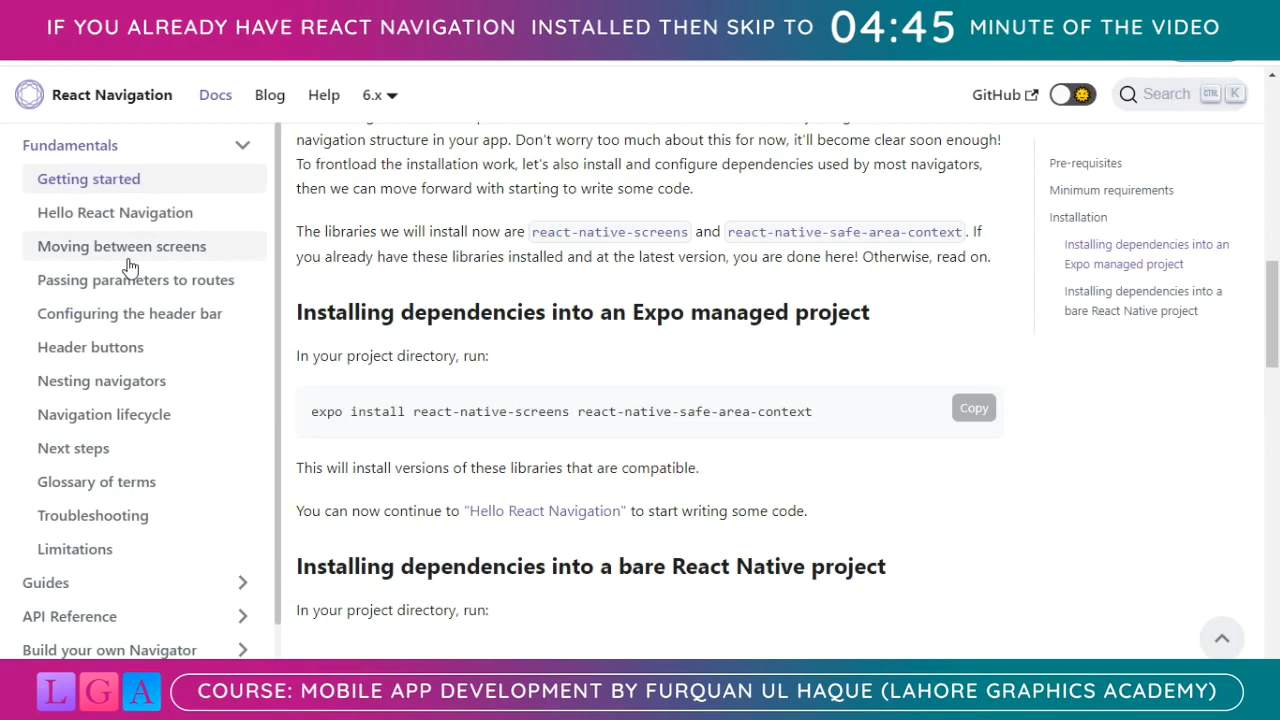 IF YOU ALREADY HAVE REACT NAVIGATION INSTALLED THEN SKIP TO 04:45 MINUTE OF THE VIDEO
React Navigation Docs Blog Help 6.x GitHub Search CTRL K
Fundamentals
Getting started
Hello React Navigation
Moving between screens
Passing parameters to routes
Configuring the header bar
Header buttons
Nesting navigators
Navigation lifecycle
Next steps
Glossary of terms
Troubleshooting
Limitations
Guides
API Reference
Build your own Navigator
navigation structure in your app. Don't worry too much about this for now, it'll become clear soon enough!
To frontload the installation work, let's also install and configure dependencies used by most navigators,
then we can move forward with starting to write some code.
The libraries we will install now are react-native-screens and react-native-safe-area-context. If
you already have these libraries installed and at the latest version, you are done here! Otherwise, read on.
Installing dependencies into an Expo managed project
In your project directory, run:
expo install react-native-screens react-native-safe-area-context
Copy
This will install versions of these libraries that are compatible.
You can now continue to "Hello React Navigation" to start writing some code.
Installing dependencies into a bare React Native project
In your project directory, run:
Pre-requisites
Minimum requirements
Installation
Installing dependencies into an
Expo managed project
Installing dependencies into a
bare React Native project
LGA
COURSE: MOBILE APP DEVELOPMENT BY FURQUAN UL HAQUE (LAHORE GRAPHICS ACADEMY)